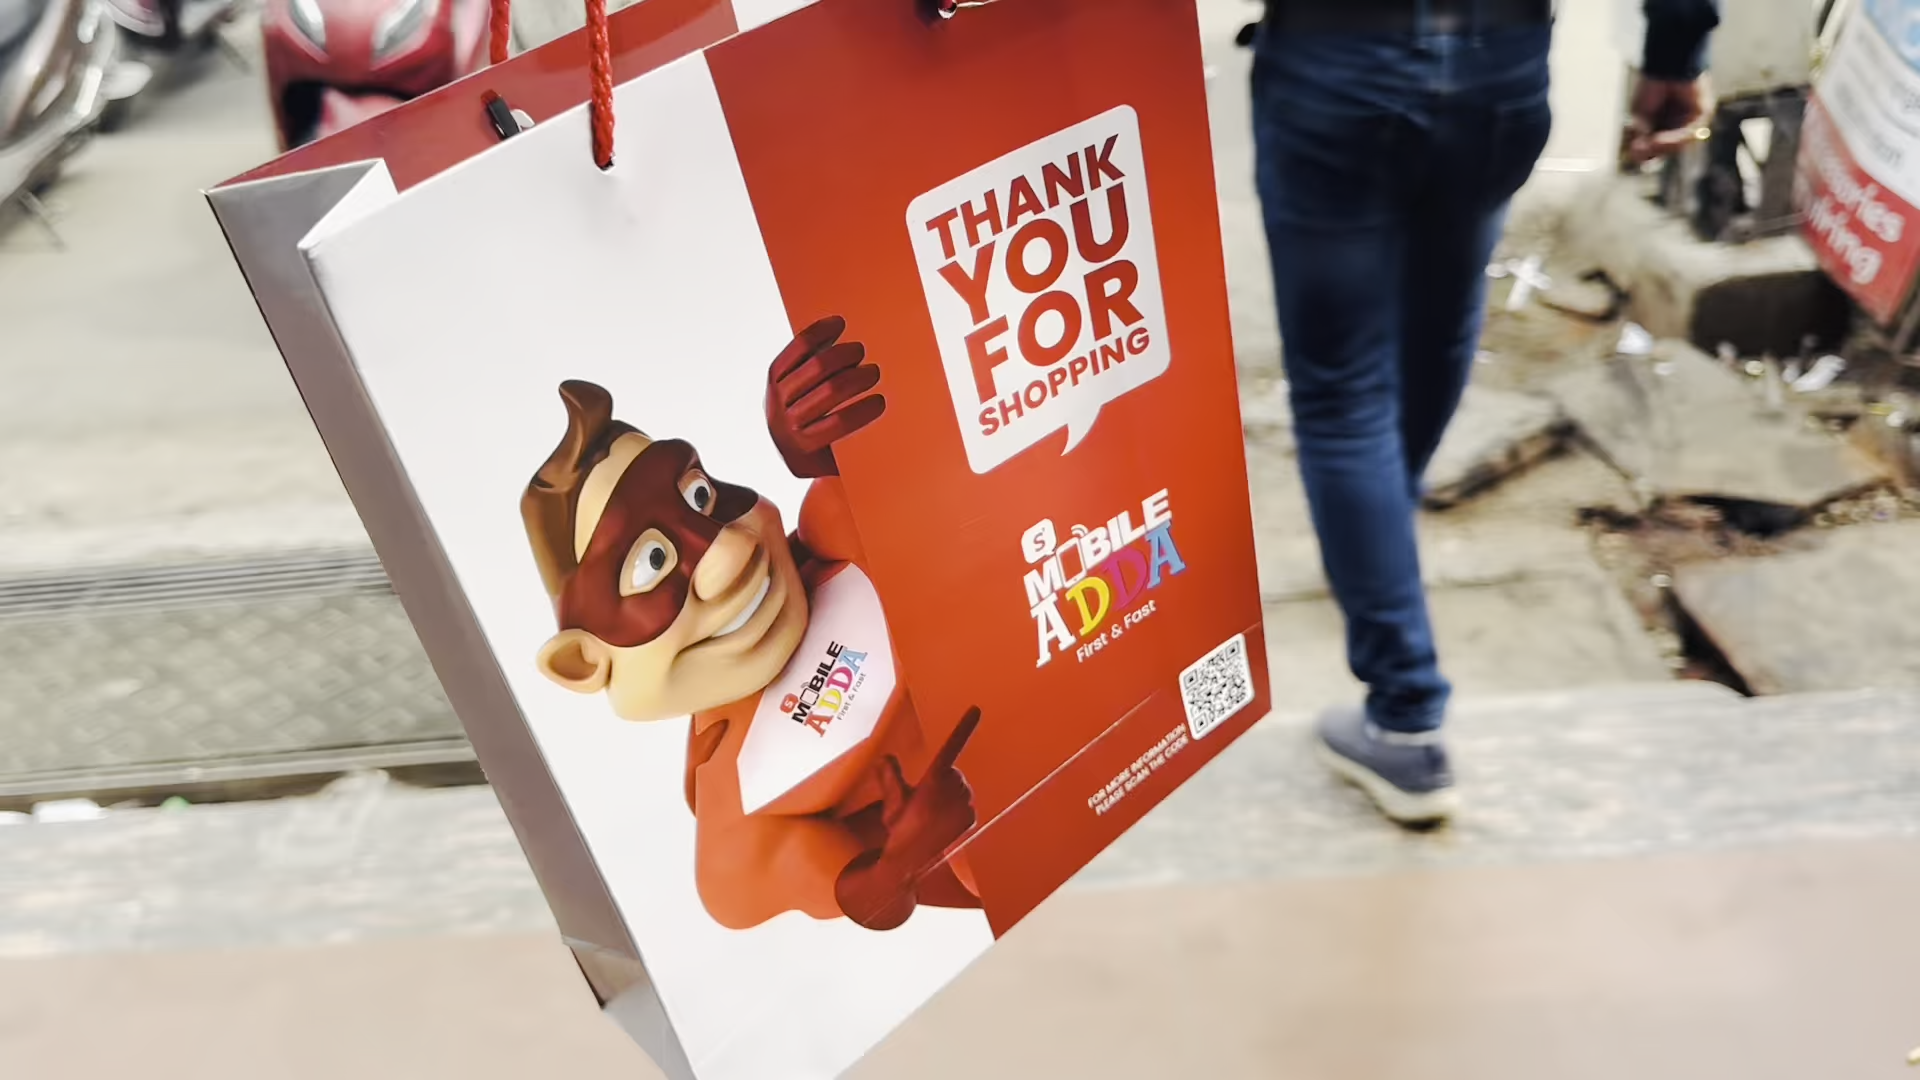 THANK
YOU
FOR
SHOPPING
S
MOBILE
ADDA
First & Fast
S
MOBILE
ADDA
First & Fast
FOR MORE INFORMATION
PLEASE SCAN THE CODE